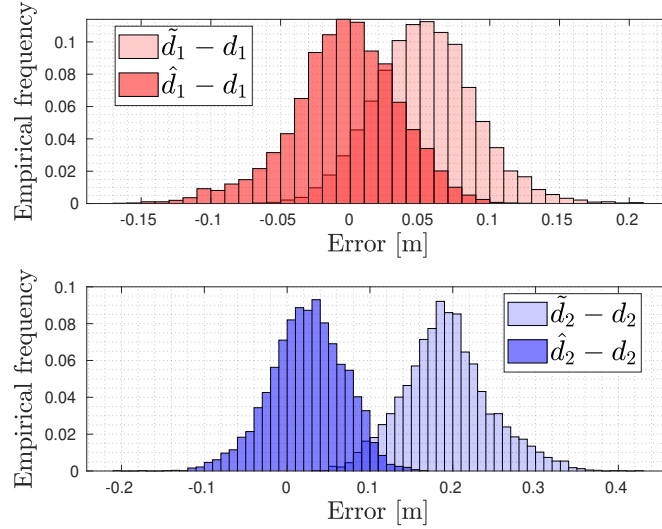 Empirical frequency
0.1
0.08
0.06
0.04
0.02
0
d̃₁ − d₁
d̂₁ − d₁
-0.15 -0.1 -0.05 0 0.05 0.1 0.15 0.2
Error [m]
Empirical frequency
0.1
0.08
0.06
0.04
0.02
0
d̃₂ − d₂
d̂₂ − d₂
-0.2 -0.1 0 0.1 0.2 0.3 0.4
Error [m]